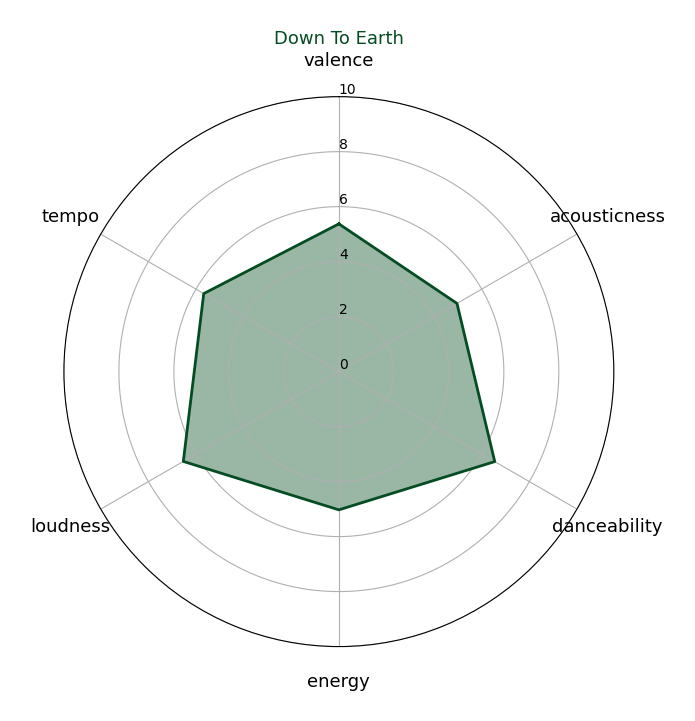 Down To Earth
valence
10
8
tempo
6
acousticness
4
2
0
loudness
danceability
energy